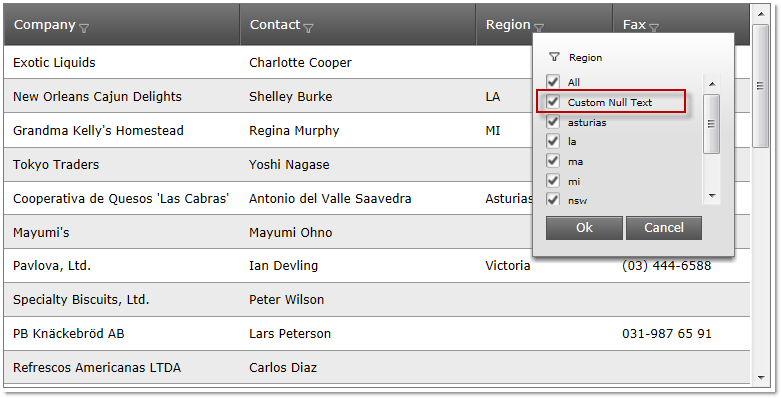 Company Contact Region Fax
Exotic Liquids Charlotte Cooper
New Orleans Cajun Delights Shelley Burke LA
Grandma Kelly's Homestead Regina Murphy MI
Tokyo Traders Yoshi Nagase
Cooperativa de Quesos 'Las Cabras' Antonio del Valle Saavedra Asturias
Mayumi's Mayumi Ohno
Pavlova, Ltd. Ian Devling Victoria (03) 444-6588
Specialty Biscuits, Ltd. Peter Wilson
PB Knäckebröd AB Lars Peterson 031-987 65 91
Refrescos Americanas LTDA Carlos Diaz
Region
All
Custom Null Text
asturias
la
ma
mi
nsw
Ok Cancel